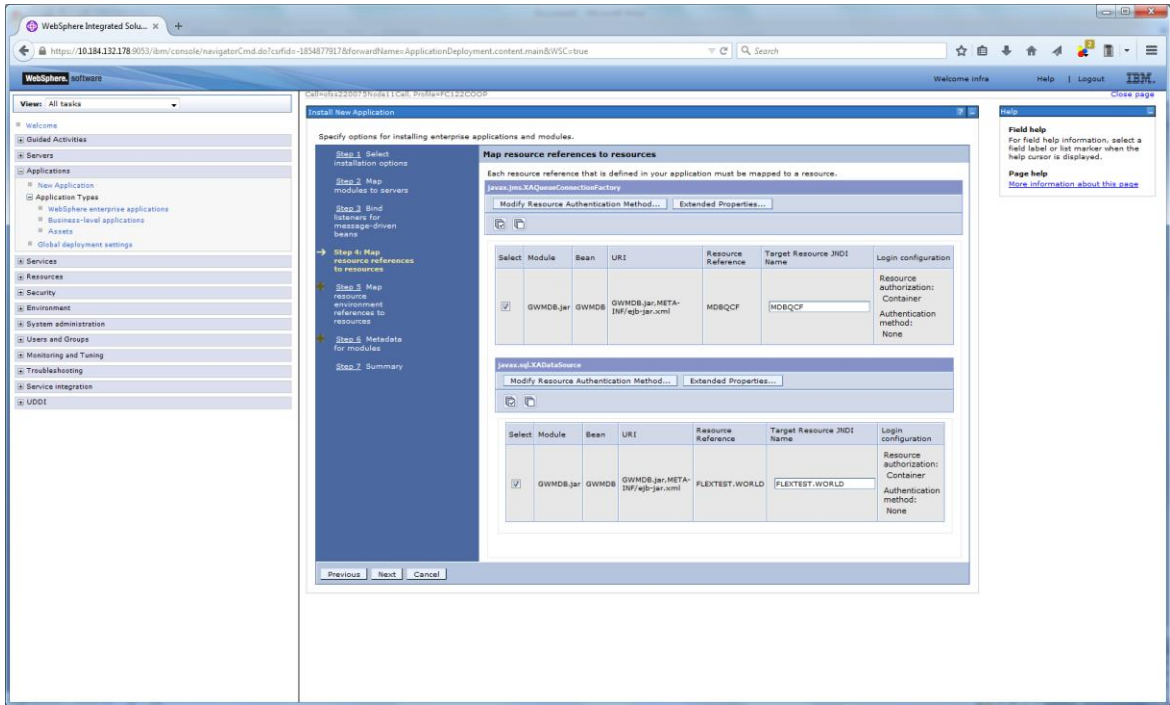 WebSphere Integrated Solu...
https://10.184.132.178:9053/ibm/console/navigatorCmd.do?csrfid=-1854877917&forwardName=ApplicationDeployment.content.main&WSC=true
Search
WebSphere. software
Welcome infra
Help | Logout
IBM.
View: All tasks
Welcome
Guided Activities
Servers
Applications
New Application
Application Types
WebSphere enterprise applications
Business-level applications
Assets
Global deployment settings
Services
Resources
Security
Environment
System administration
Users and Groups
Monitoring and Tuning
Troubleshooting
Service integration
UDDI
Close page
Install New Application
Specify options for installing enterprise applications and modules.
Step 1 Select
installation options
Step 2 Map
modules to servers
Step 3 Bind
listeners for
message-driven
beans
Step 4: Map
resource references
to resources
Step 5 Map
resource
environment
references to
resources
Step 6 Metadata
for modules
Step 7 Summary
Map resource references to resources
Each resource reference that is defined in your application must be mapped to a resource.
javax.jms.XAQueueConnectionFactory
Modify Resource Authentication Method... Extended Properties...
Select Module Bean URI Resource Reference Target Resource JNDI Name Login configuration
GWMDB.jar GWMDB GWMDB.jar,META-INF/ejb-jar.xml MDBQCF MDBQCF
Resource
authorization:
Container
Authentication
method:
None
javax.sql.XADataSource
Modify Resource Authentication Method... Extended Properties...
Select Module Bean URI Resource Reference Target Resource JNDI Name Login configuration
GWMDB.jar GWMDB GWMDB.jar,META-INF/ejb-jar.xml FLEXTEST.WORLD FLEXTEST.WORLD
Resource
authorization:
Container
Authentication
method:
None
Previous Next Cancel
Help
Field help
For field help information, select a
field label or list marker when the
help cursor is displayed.
Page help
More information about this page